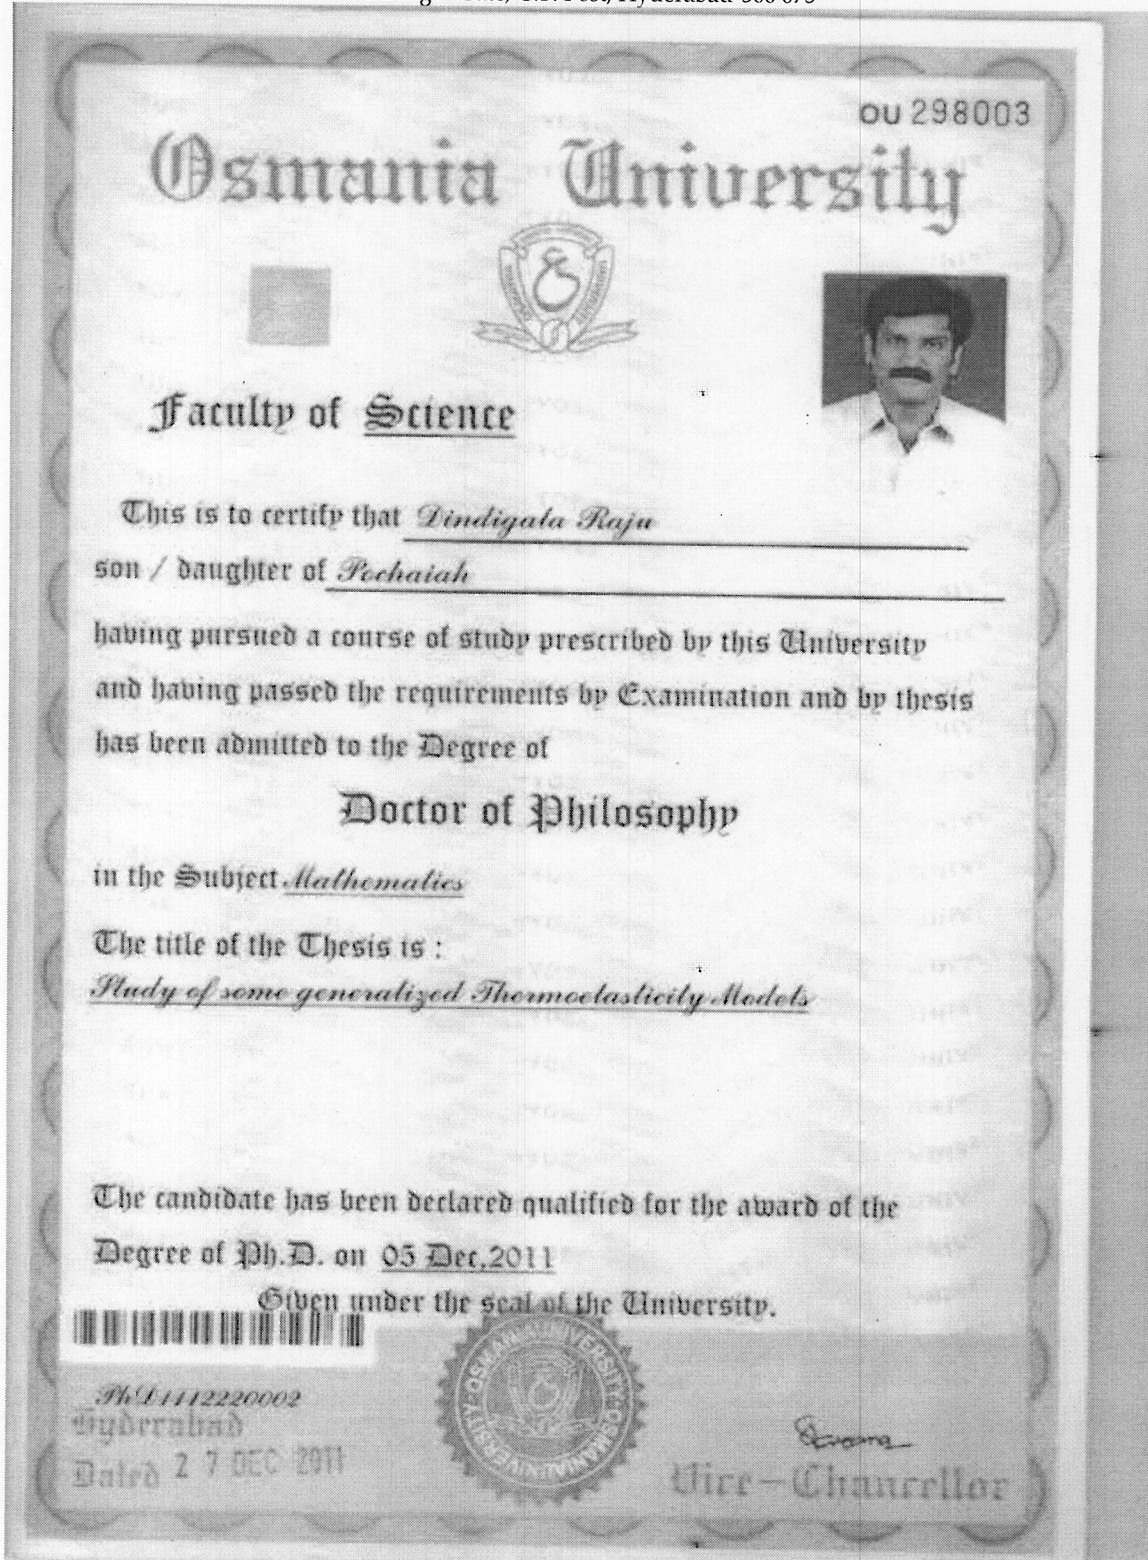 OU 298003
Osmania University
Faculty of Science
This is to certify that Dindigala Raju
son / daughter of Pochaiah
having pursued a course of study prescribed by this University
and having passed the requirements by Examination and by thesis
has been admitted to the Degree of
Doctor of Philosophy
in the Subject Mathematics
The title of the Thesis is :
Study of some generalized Thermoelasticity Models
The candidate has been declared qualified for the award of the
Degree of Ph.D. on 05 Dec,2011
Given under the seal of the University.
PhD1112220002
Hyderabad
Dated 27 DEC 2011
OSMANIA UNIVERSITY OSMANIA UNIVERSITY
Vice-Chancellor